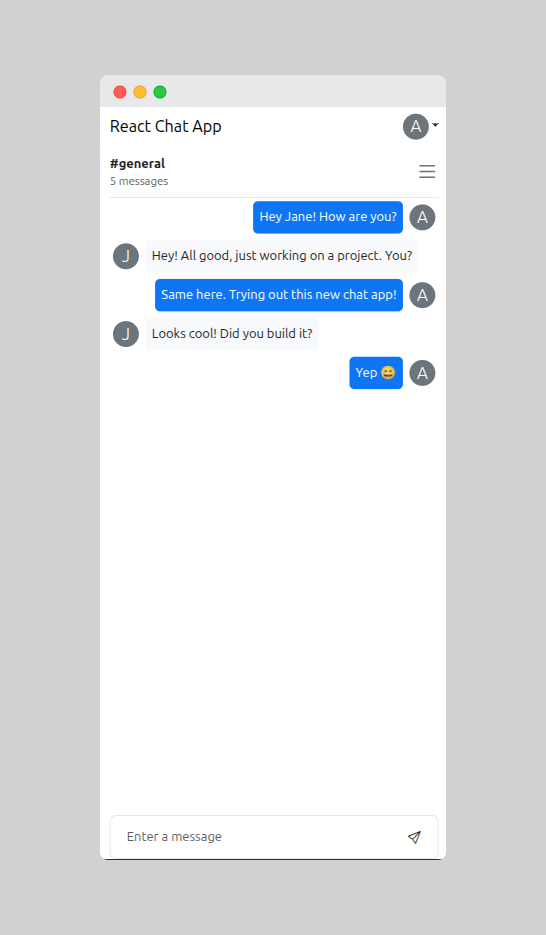 React Chat App
A
#general
5 messages
Hey Jane! How are you?
A
J
Hey! All good, just working on a project. You?
Same here. Trying out this new chat app!
A
J
Looks cool! Did you build it?
Yep 😄
A
Enter a message